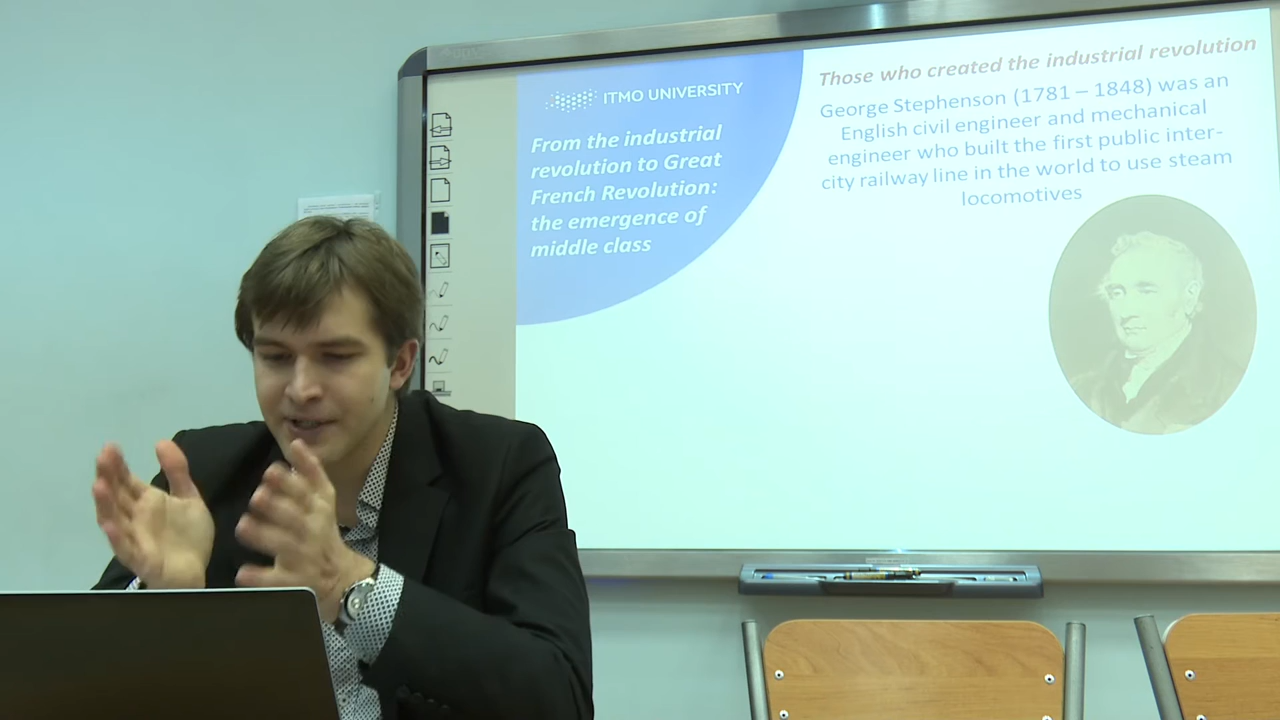 ITMO UNIVERSITY
From the industrial
revolution to Great
French Revolution:
the emergence of
middle class
Those who created the industrial revolution
George Stephenson (1781 – 1848) was an
English civil engineer and mechanical
engineer who built the first public inter-
city railway line in the world to use steam
locomotives